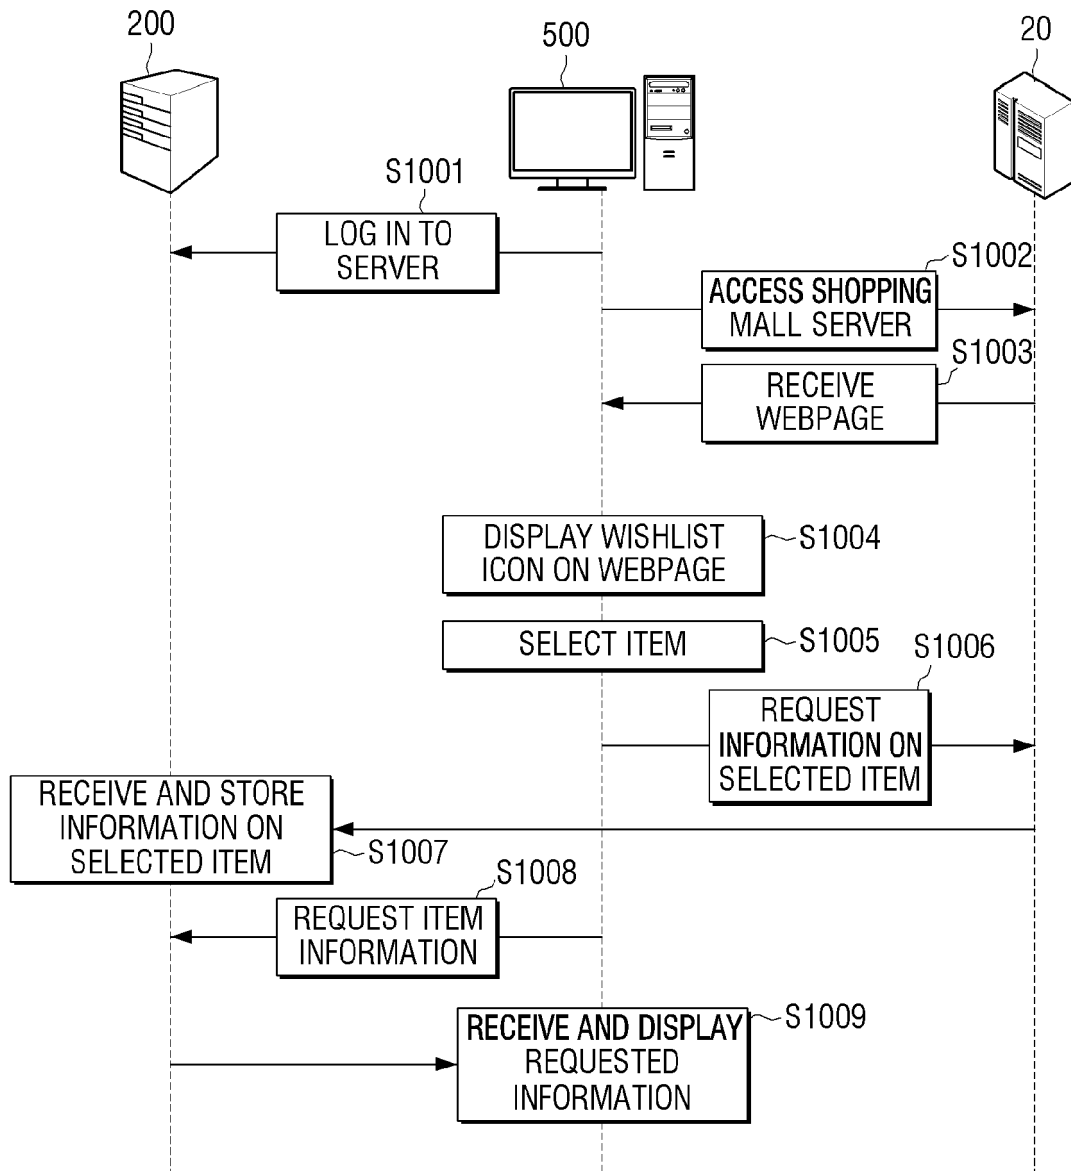 200
500
20
S1001
LOG IN TO
SERVER
S1002
ACCESS SHOPPING
MALL SERVER
S1003
RECEIVE
WEBPAGE
DISPLAY WISHLIST
ICON ON WEBPAGE
S1004
SELECT ITEM
S1005
S1006
REQUEST
INFORMATION ON
SELECTED ITEM
RECEIVE AND STORE
INFORMATION ON
SELECTED ITEM
S1007
S1008
REQUEST ITEM
INFORMATION
RECEIVE AND DISPLAY
REQUESTED
INFORMATION
S1009